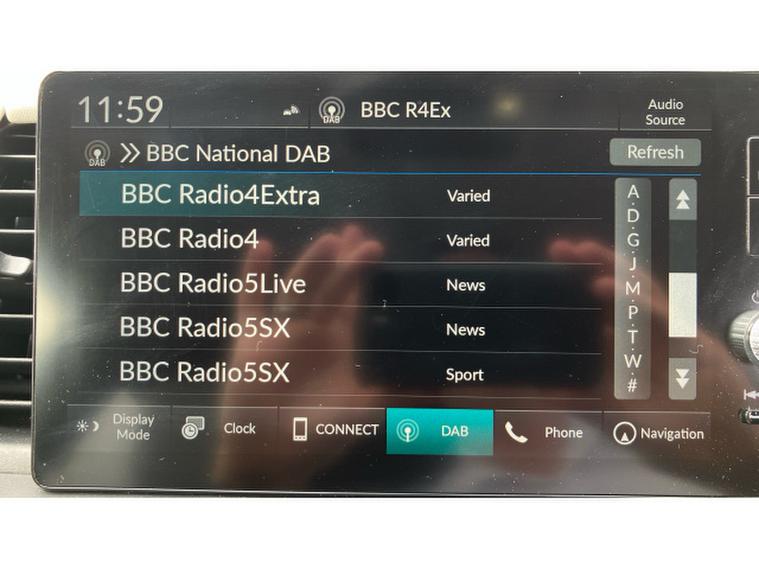 11:59
DAB
BBC R4Ex
Audio
Source
DAB
BBC National DAB
Refresh
BBC Radio4Extra
Varied
BBC Radio4
Varied
BBC Radio5Live
News
BBC Radio5SX
News
BBC Radio5SX
Sport
A
D
G
J
M
P
T
W
#
Display
Mode
Clock
CONNECT
DAB
Phone
Navigation